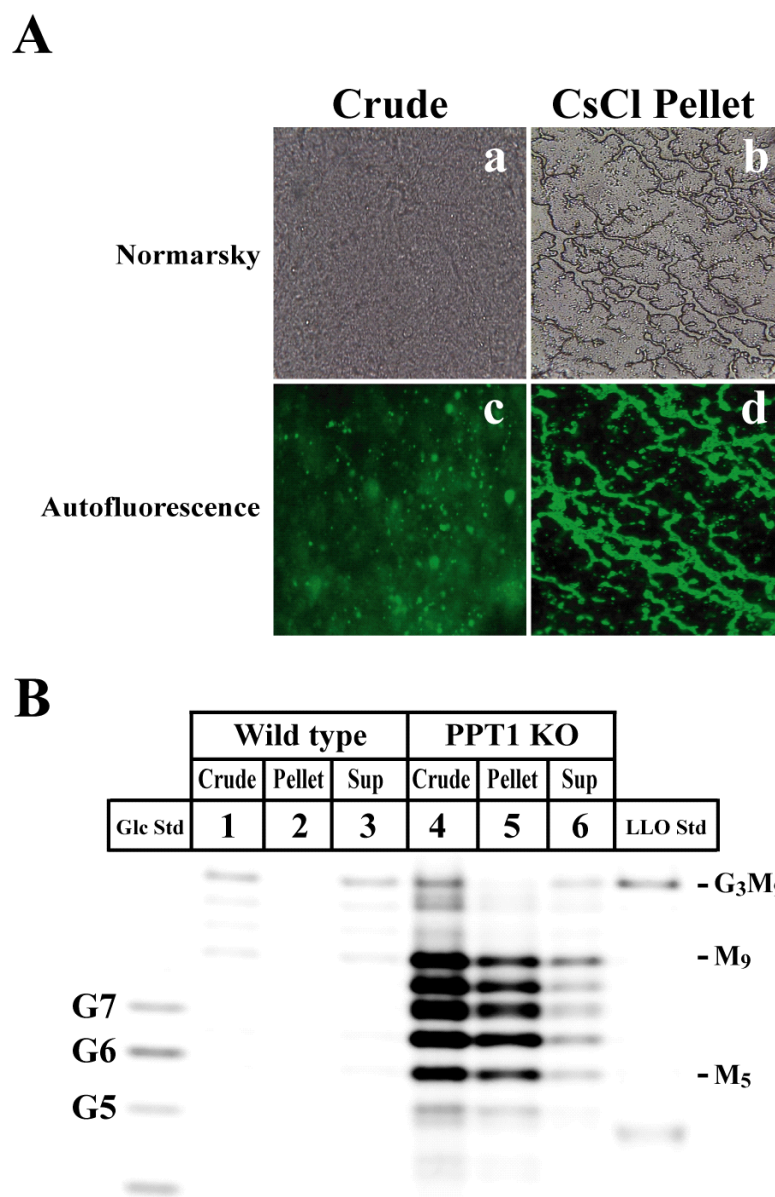 A
Crude CsCl Pellet
a b
Normarsky
c d
Autofluorescence
B
Wild type PPT1 KO
Crude Pellet Sup Crude Pellet Sup
Glc Std 1 2 3 4 5 6 LLO Std
- G₃M
- M₉
G7
G6
- M₅
G5